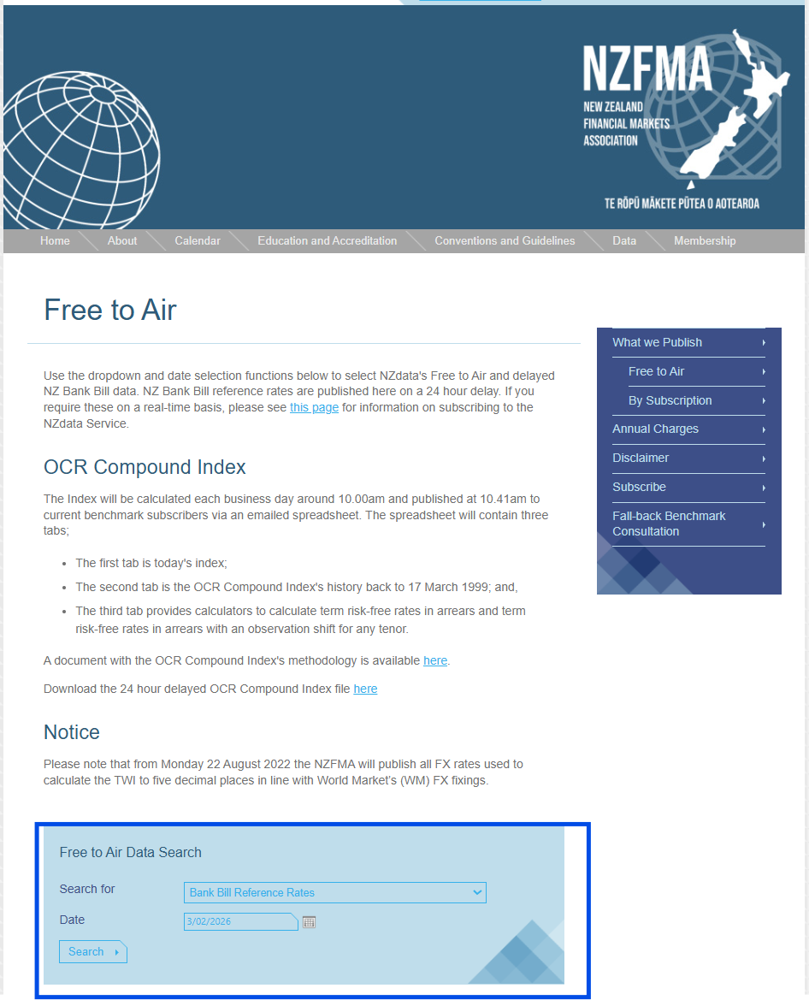 NZFMA
NEW ZEALAND
FINANCIAL MARKETS
ASSOCIATION
TE RŌPŪ MĀKETE PŪTEA O AOTEAROA
Home About Calendar Education and Accreditation Conventions and Guidelines Data Membership
Free to Air
Use the dropdown and date selection functions below to select NZdata's Free to Air and delayed
NZ Bank Bill data. NZ Bank Bill reference rates are published here on a 24 hour delay. If you
require these on a real-time basis, please see this page for information on subscribing to the
NZdata Service.
OCR Compound Index
The Index will be calculated each business day around 10.00am and published at 10.41am to
current benchmark subscribers via an emailed spreadsheet. The spreadsheet will contain three
tabs;
• The first tab is today's index;
• The second tab is the OCR Compound Index's history back to 17 March 1999; and,
• The third tab provides calculators to calculate term risk-free rates in arrears and term
risk-free rates in arrears with an observation shift for any tenor.
A document with the OCR Compound Index's methodology is available here.
Download the 24 hour delayed OCR Compound Index file here
Notice
Please note that from Monday 22 August 2022 the NZFMA will publish all FX rates used to
calculate the TWI to five decimal places in line with World Market's (WM) FX fixings.
Free to Air Data Search
Search for
Bank Bill Reference Rates
Date
3/02/2026
Search
What we Publish
Free to Air
By Subscription
Annual Charges
Disclaimer
Subscribe
Fall-back Benchmark
Consultation